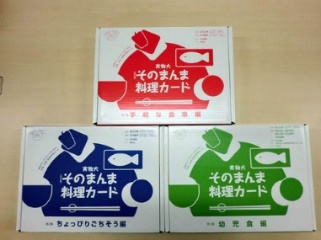 実物大
そのまんま
料理カード
手軽な食事編
実物大
そのまんま
料理カード
ちょっぴりごちそう編
実物大
そのまんま
料理カード
幼児食編